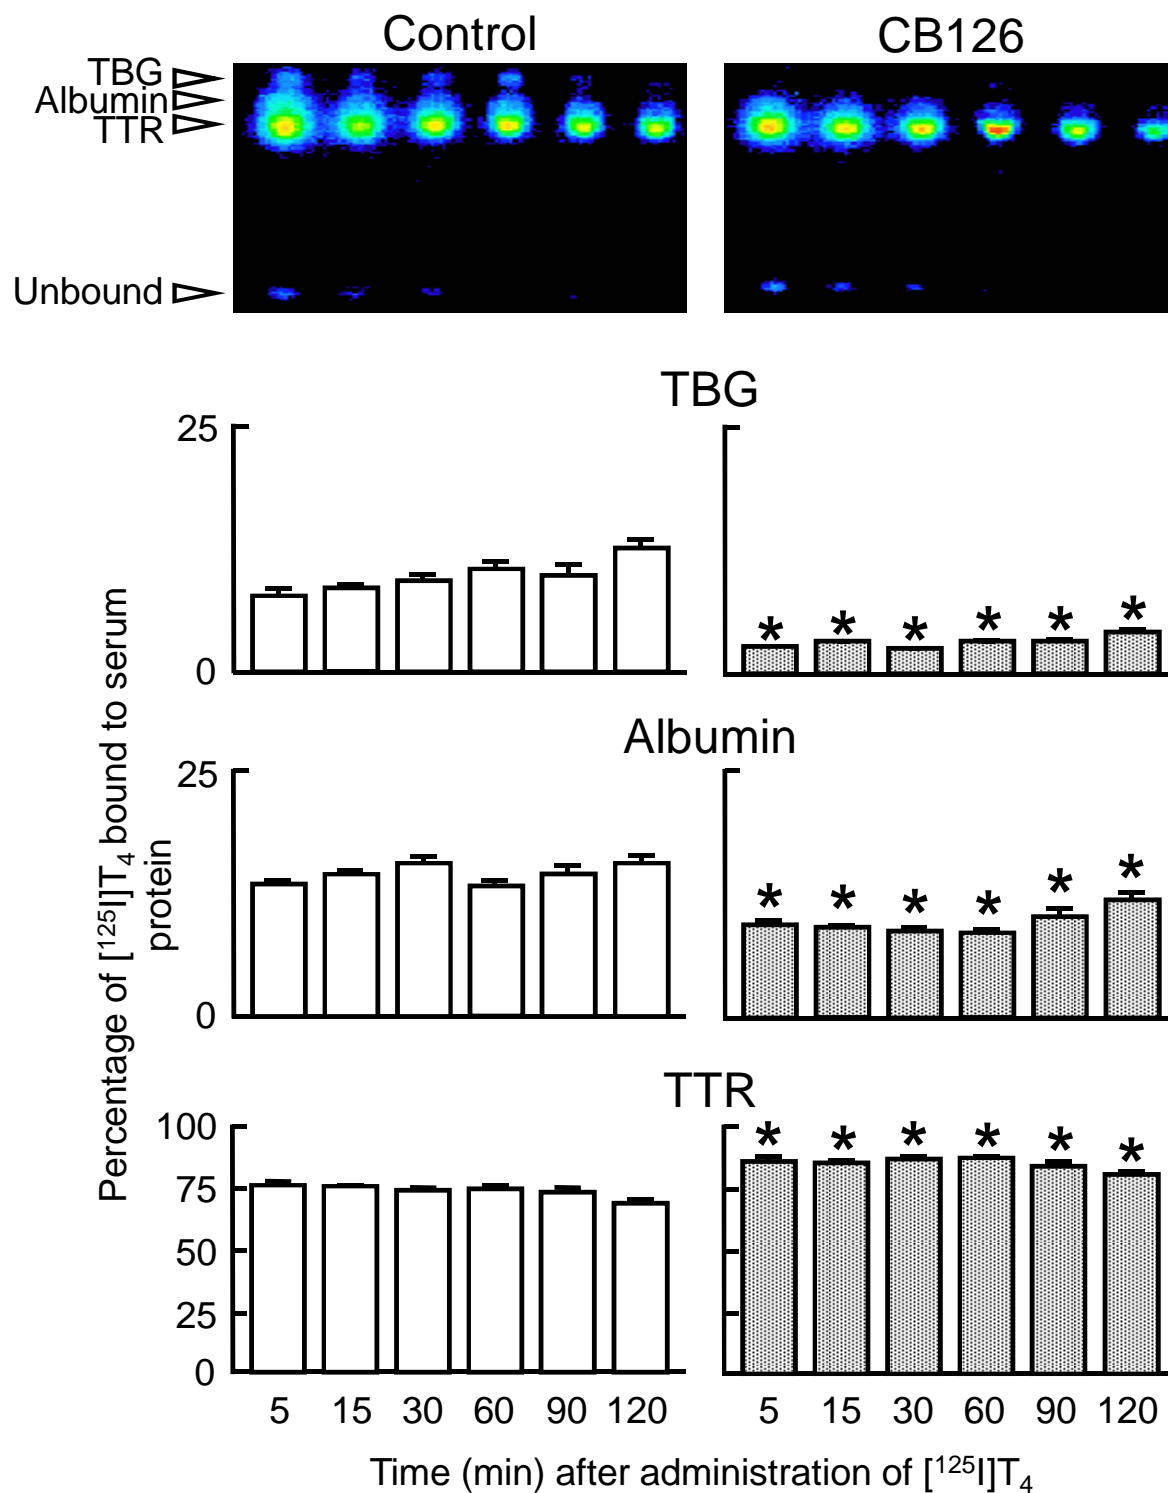 Control CB126
TBG
Albumin
TTR
Unbound
TBG
25
0
* * * * * *
Albumin
25
0
* * * * * *
TTR
100
75
50
25
0
* * * * * *
5 15 30 60 90 120 5 15 30 60 90 120
Time (min) after administration of [¹²⁵I]T₄
Percentage of [¹²⁵I]T₄ bound to serum
protein